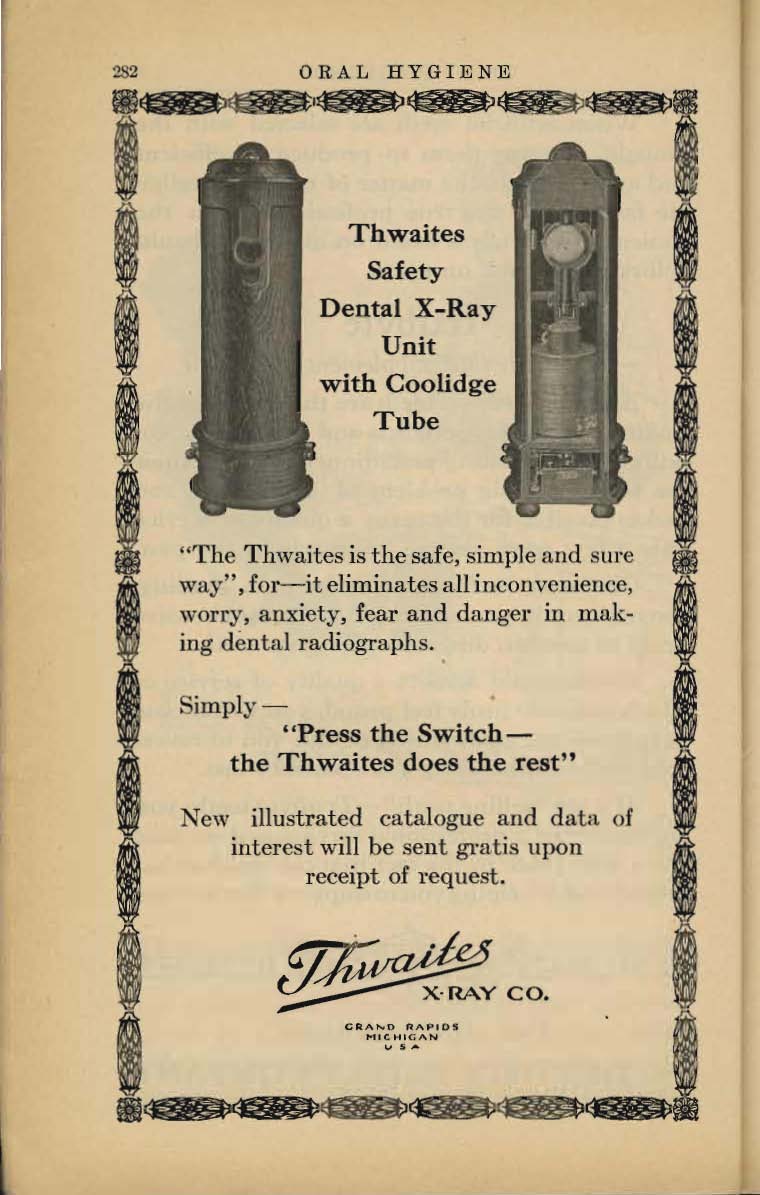 282
ORAL HYGIENE
Thwaites
Safety
Dental X-Ray
Unit
with Coolidge
Tube
“The Thwaites is the safe, simple and sure
way”, for—it eliminates all inconvenience,
worry, anxiety, fear and danger in mak-
ing dental radiographs.
Simply—
“Press the Switch—
the Thwaites does the rest”
New illustrated catalogue and data of
interest will be sent gratis upon
receipt of request.
Thwaites
X-RAY CO.
GRAND RAPIDS
MICHIGAN
U S A